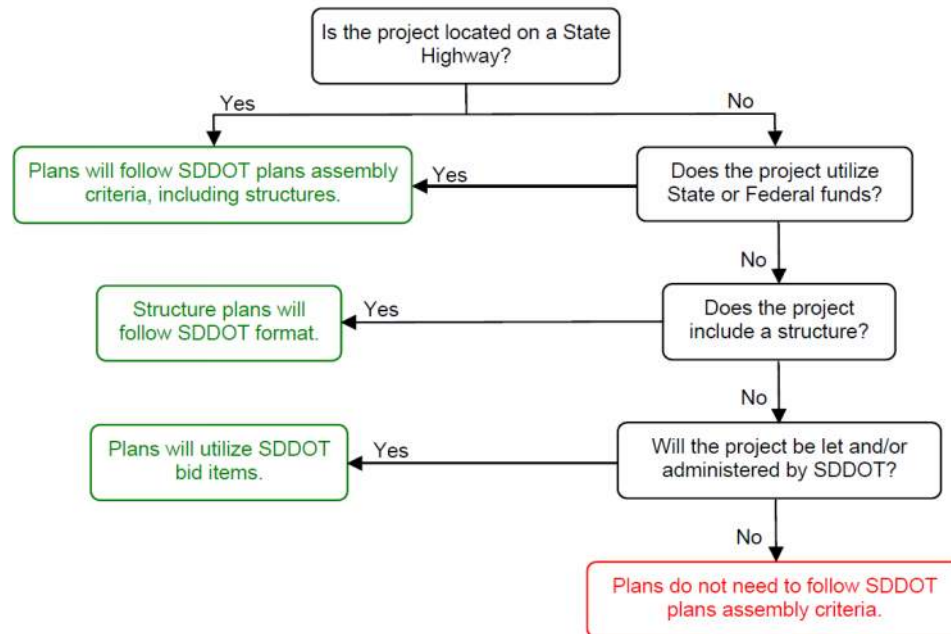 Is the project located on a State
Highway?
Yes
No
Plans will follow SDDOT plans assembly
criteria, including structures.
Yes
Does the project utilize
State or Federal funds?
No
Structure plans will
follow SDDOT format.
Yes
Does the project
include a structure?
No
Plans will utilize SDDOT
bid items.
Yes
Will the project be let and/or
administered by SDDOT?
No
Plans do not need to follow SDDOT
plans assembly criteria.